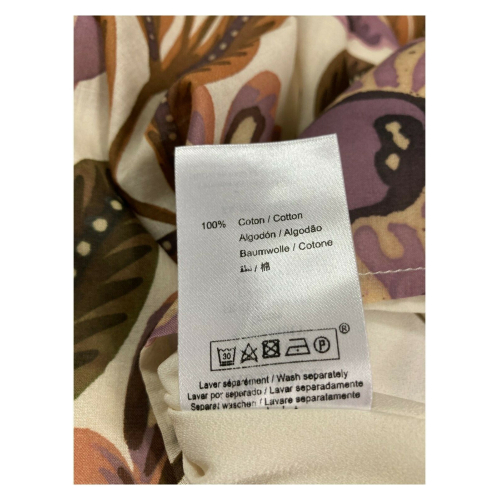 100% Coton / Cotton
Algodón / Algodão
Baumwolle / Cotone
/ 棉
30 P ®
Laver séparément / Wash separately
Lavar por separado / Lavar separadamente
Separat waschen / Lavare separatamente